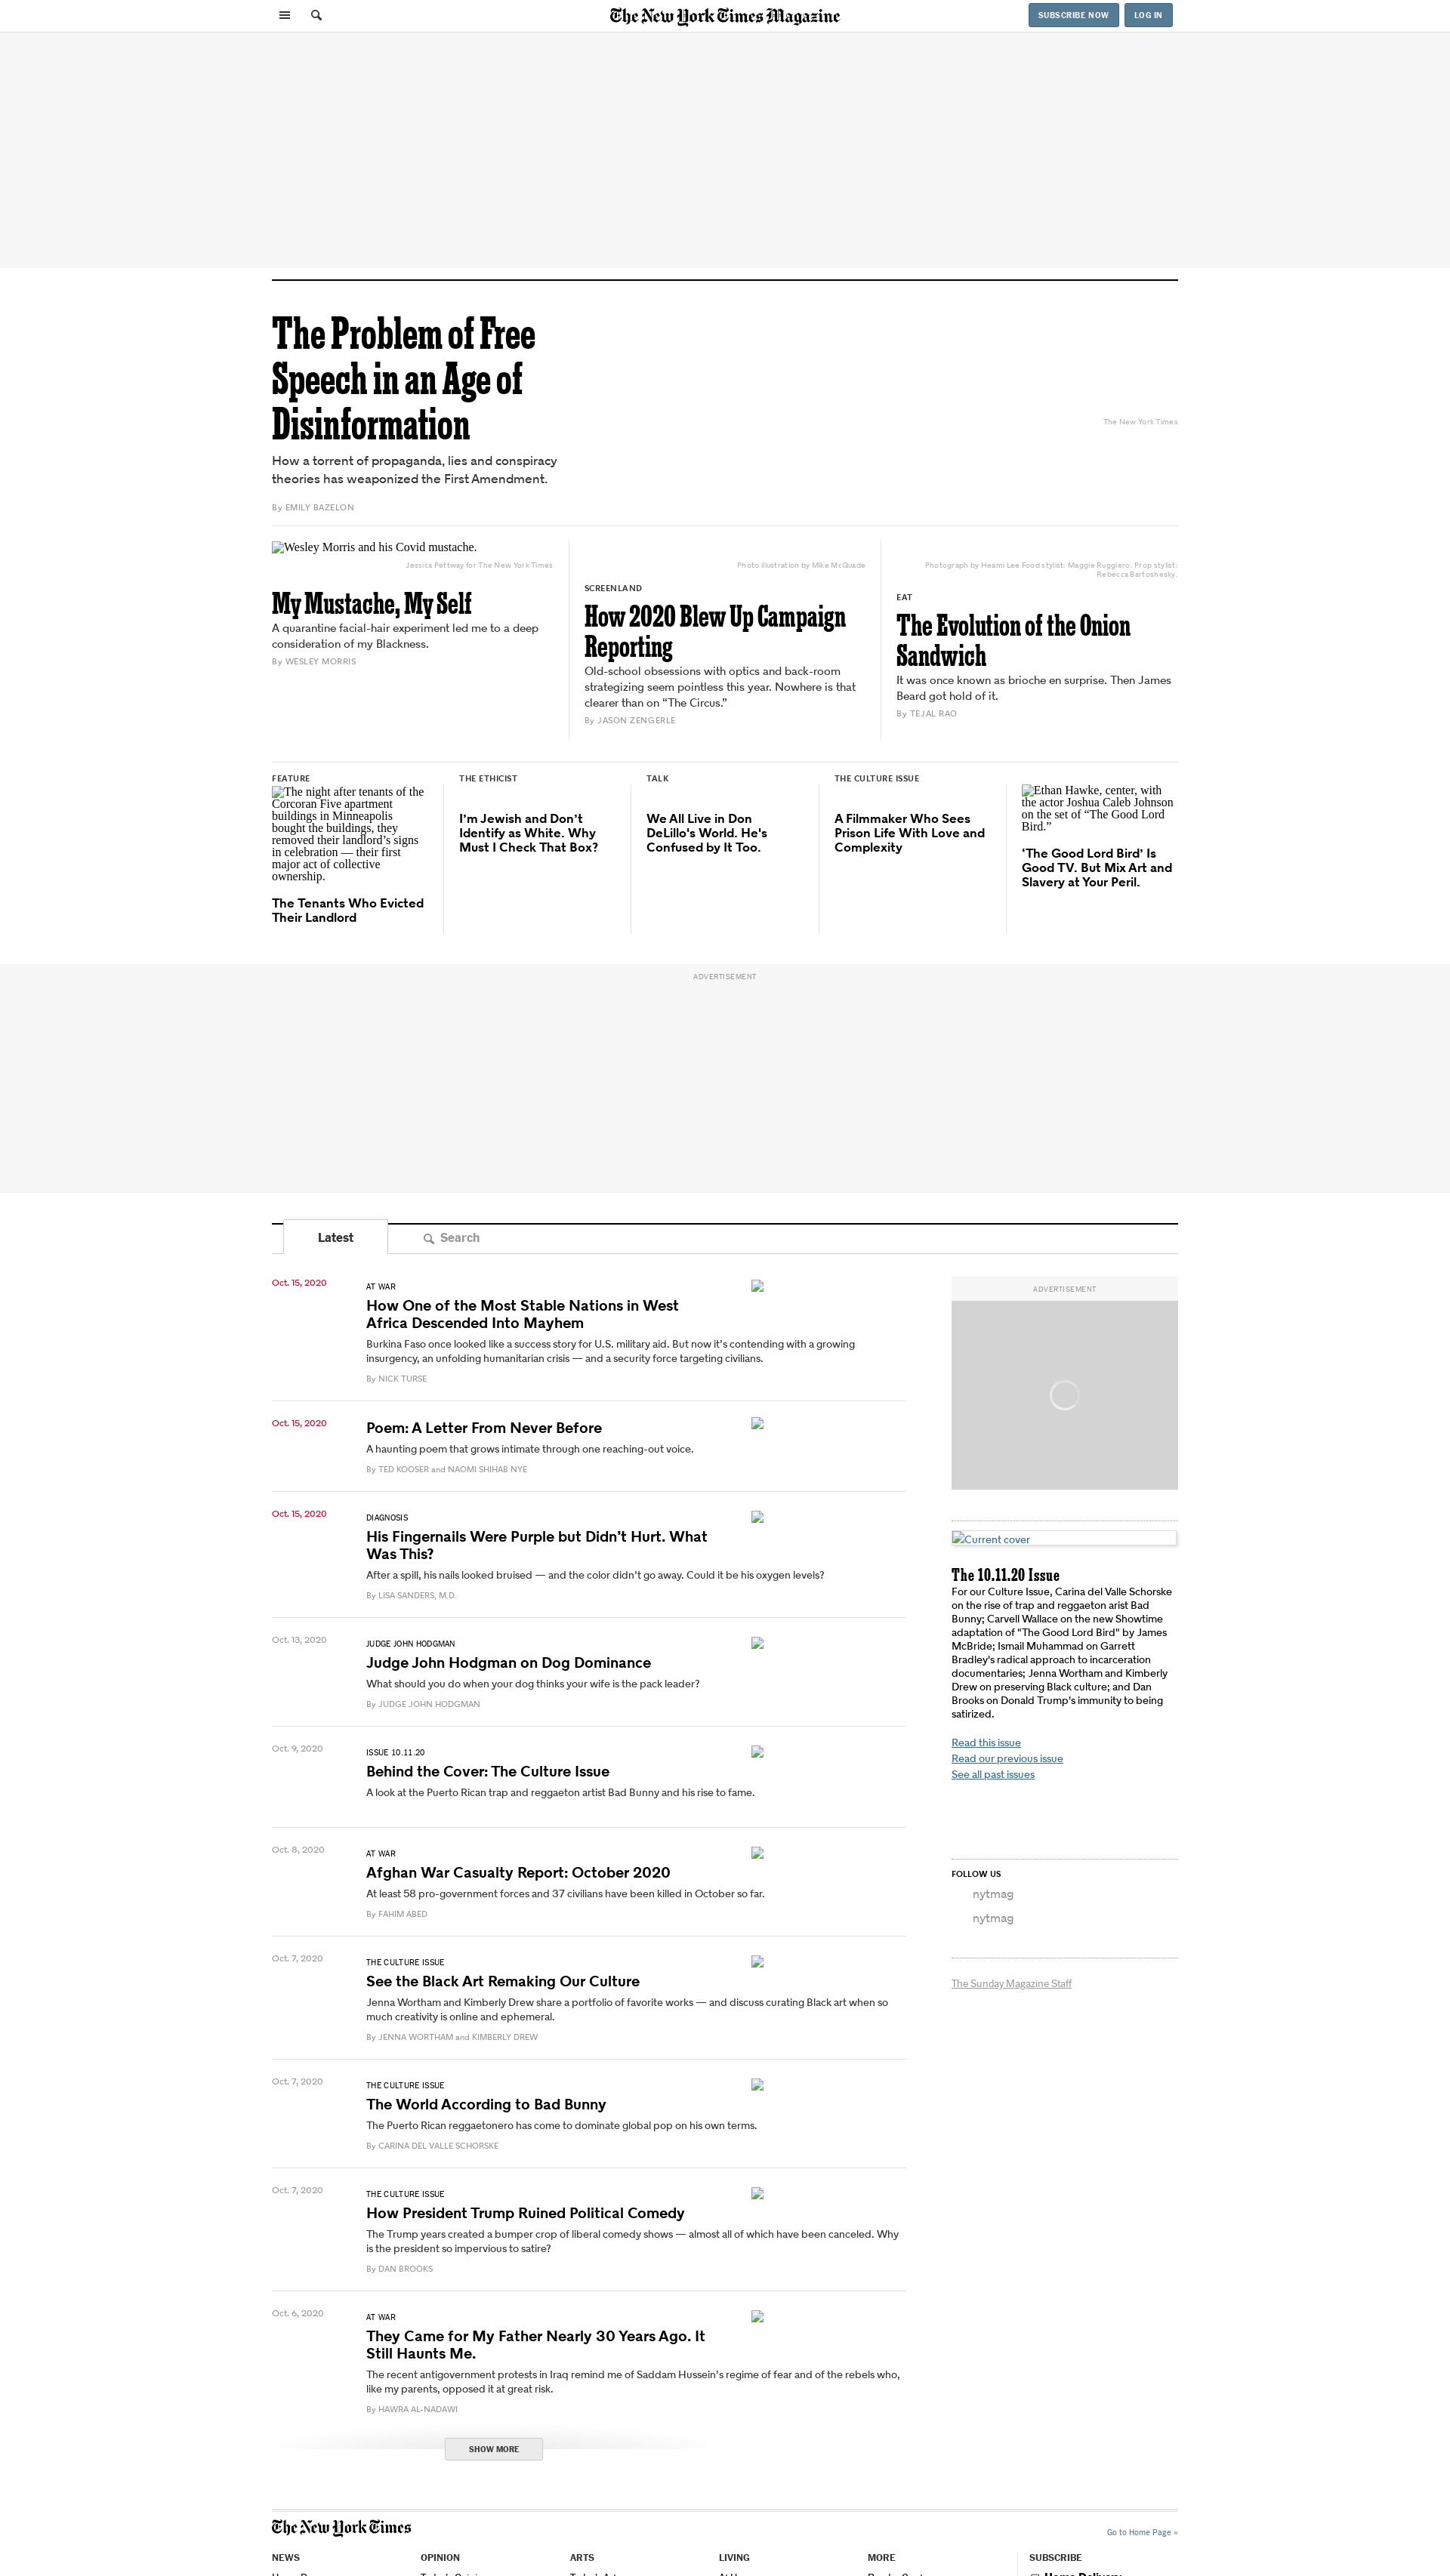 The New York Times Magazine
SUBSCRIBE NOW
LOG IN
The Problem of Free
Speech in an Age of
Disinformation
How a torrent of propaganda, lies and conspiracy
theories has weaponized the First Amendment.
By EMILY BAZELON
The New York Times
Wesley Morris and his Covid mustache.
Jessica Pettway for The New York Times
My Mustache, My Self
A quarantine facial-hair experiment led me to a deep
consideration of my Blackness.
By WESLEY MORRIS
Photo illustration by Mike McQuade
SCREENLAND
How 2020 Blew Up Campaign
Reporting
Old-school obsessions with optics and back-room
strategizing seem pointless this year. Nowhere is that
clearer than on “The Circus.”
By JASON ZENGERLE
Photograph by Heami Lee Food stylist: Maggie Ruggiero. Prop stylist:
Rebecca Bartoshesky.
EAT
The Evolution of the Onion
Sandwich
It was once known as brioche en surprise. Then James
Beard got hold of it.
By TEJAL RAO
FEATURE
The night after tenants of the
Corcoran Five apartment
buildings in Minneapolis
bought the buildings, they
removed their landlord’s signs
in celebration — their first
major act of collective
ownership.
The Tenants Who Evicted
Their Landlord
THE ETHICIST
I’m Jewish and Don’t
Identify as White. Why
Must I Check That Box?
TALK
We All Live in Don
DeLillo's World. He's
Confused by It Too.
THE CULTURE ISSUE
A Filmmaker Who Sees
Prison Life With Love and
Complexity
Ethan Hawke, center, with
the actor Joshua Caleb Johnson
on the set of “The Good Lord
Bird.”
‘The Good Lord Bird’ Is
Good TV. But Mix Art and
Slavery at Your Peril.
ADVERTISEMENT
Latest
Search
Oct. 15, 2020
AT WAR
How One of the Most Stable Nations in West
Africa Descended Into Mayhem
Burkina Faso once looked like a success story for U.S. military aid. But now it’s contending with a growing
insurgency, an unfolding humanitarian crisis — and a security force targeting civilians.
By NICK TURSE
Oct. 15, 2020
Poem: A Letter From Never Before
A haunting poem that grows intimate through one reaching-out voice.
By TED KOOSER and NAOMI SHIHAB NYE
Oct. 15, 2020
DIAGNOSIS
His Fingernails Were Purple but Didn’t Hurt. What
Was This?
After a spill, his nails looked bruised — and the color didn’t go away. Could it be his oxygen levels?
By LISA SANDERS, M.D.
Oct. 13, 2020
JUDGE JOHN HODGMAN
Judge John Hodgman on Dog Dominance
What should you do when your dog thinks your wife is the pack leader?
By JUDGE JOHN HODGMAN
Oct. 9, 2020
ISSUE 10.11.20
Behind the Cover: The Culture Issue
A look at the Puerto Rican trap and reggaeton artist Bad Bunny and his rise to fame.
Oct. 8, 2020
AT WAR
Afghan War Casualty Report: October 2020
At least 58 pro-government forces and 37 civilians have been killed in October so far.
By FAHIM ABED
Oct. 7, 2020
THE CULTURE ISSUE
See the Black Art Remaking Our Culture
Jenna Wortham and Kimberly Drew share a portfolio of favorite works — and discuss curating Black art when so
much creativity is online and ephemeral.
By JENNA WORTHAM and KIMBERLY DREW
Oct. 7, 2020
THE CULTURE ISSUE
The World According to Bad Bunny
The Puerto Rican reggaetonero has come to dominate global pop on his own terms.
By CARINA DEL VALLE SCHORSKE
Oct. 7, 2020
THE CULTURE ISSUE
How President Trump Ruined Political Comedy
The Trump years created a bumper crop of liberal comedy shows — almost all of which have been canceled. Why
is the president so impervious to satire?
By DAN BROOKS
Oct. 6, 2020
AT WAR
They Came for My Father Nearly 30 Years Ago. It
Still Haunts Me.
The recent antigovernment protests in Iraq remind me of Saddam Hussein’s regime of fear and of the rebels who,
like my parents, opposed it at great risk.
By HAWRA AL-NADAWI
SHOW MORE
ADVERTISEMENT
Current cover
The 10.11.20 Issue
For our Culture Issue, Carina del Valle Schorske
on the rise of trap and reggaeton arist Bad
Bunny; Carvell Wallace on the new Showtime
adaptation of "The Good Lord Bird" by James
McBride; Ismail Muhammad on Garrett
Bradley's radical approach to incarceration
documentaries; Jenna Wortham and Kimberly
Drew on preserving Black culture; and Dan
Brooks on Donald Trump's immunity to being
satirized.
Read this issue
Read our previous issue
See all past issues
FOLLOW US
nytmag
nytmag
The Sunday Magazine Staff
The New York Times
Go to Home Page »
NEWS
OPINION
ARTS
MORE
SUBSCRIBE